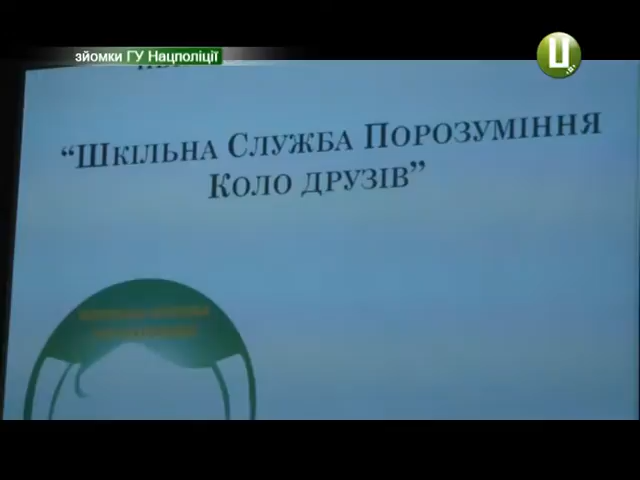 зйомки ГУ Нацполіції
Ц
“Шкільна Служба Порозуміння
Коло друзів”